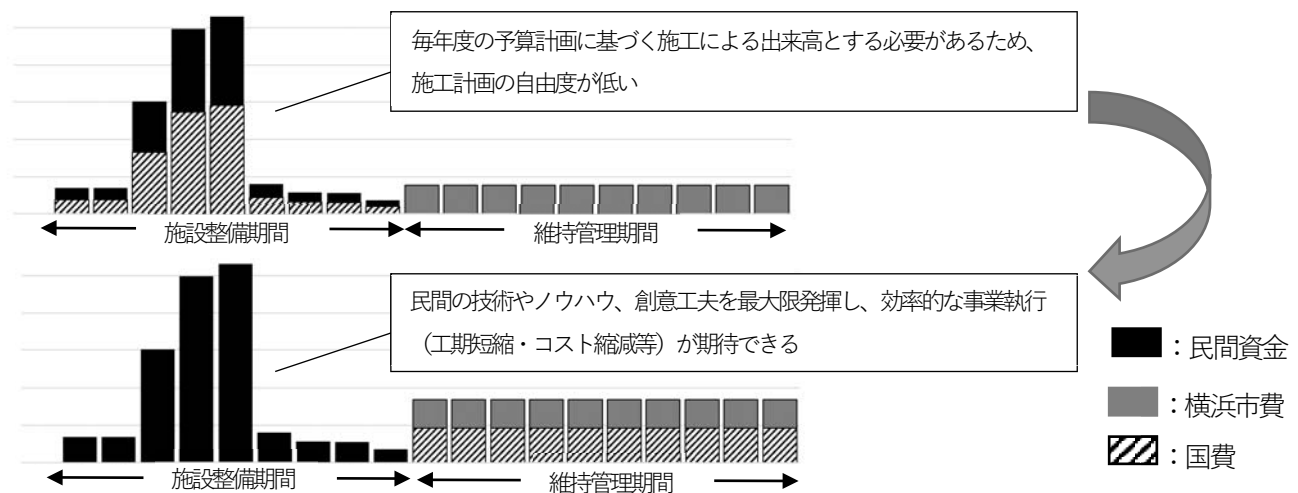 毎年度の予算計画に基づく施工による出来高とする必要があるため、
施工計画の自由度が低い
施設整備期間
維持管理期間
民間の技術やノウハウ、創意工夫を最大限発揮し、効率的な事業執行
（工期短縮・コスト縮減等）が期待できる
：民間資金
：横浜市費
：国費
施設整備期間
維持管理期間